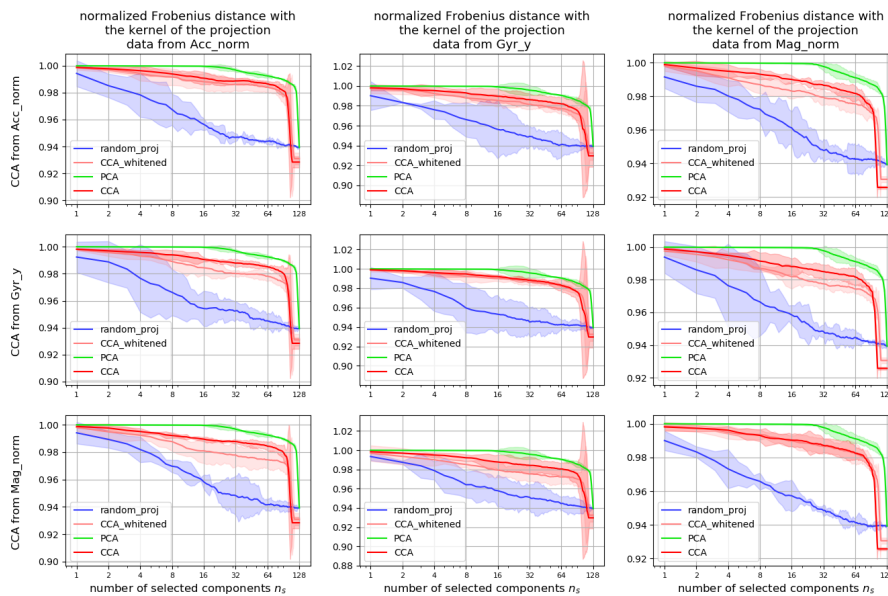 normalized Frobenius distance with
the kernel of the projection
data from Acc_norm
normalized Frobenius distance with
the kernel of the projection
data from Gyr_y
normalized Frobenius distance with
the kernel of the projection
data from Mag_norm
CCA from Acc_norm
1.00
0.98
0.96
0.94
0.92
0.90
random_proj
CCA_whitened
PCA
CCA
1 2 4 8 16 32 64 128
1.02
1.00
0.98
0.96
0.94
0.92
0.90
random_proj
CCA_whitened
PCA
CCA
1 2 4 8 16 32 64 128
1.00
0.98
0.96
0.94
0.92
random_proj
CCA_whitened
PCA
CCA
1 2 4 8 16 32 64 128
CCA from Gyr_y
1.00
0.98
0.96
0.94
0.92
0.90
random_proj
CCA_whitened
PCA
CCA
1 2 4 8 16 32 64 128
1.02
1.00
0.98
0.96
0.94
0.92
0.90
random_proj
CCA_whitened
PCA
CCA
1 2 4 8 16 32 64 128
1.00
0.98
0.96
0.94
0.92
random_proj
CCA_whitened
PCA
CCA
1 2 4 8 16 32 64 128
CCA from Mag_norm
1.00
0.98
0.96
0.94
0.92
0.90
random_proj
CCA_whitened
PCA
CCA
1 2 4 8 16 32 64 128
number of selected components n_s
1.02
1.00
0.98
0.96
0.94
0.92
0.90
0.88
random_proj
CCA_whitened
PCA
CCA
1 2 4 8 16 32 64 128
number of selected components n_s
1.00
0.98
0.96
0.94
0.92
random_proj
CCA_whitened
PCA
CCA
1 2 4 8 16 32 64 128
number of selected components n_s